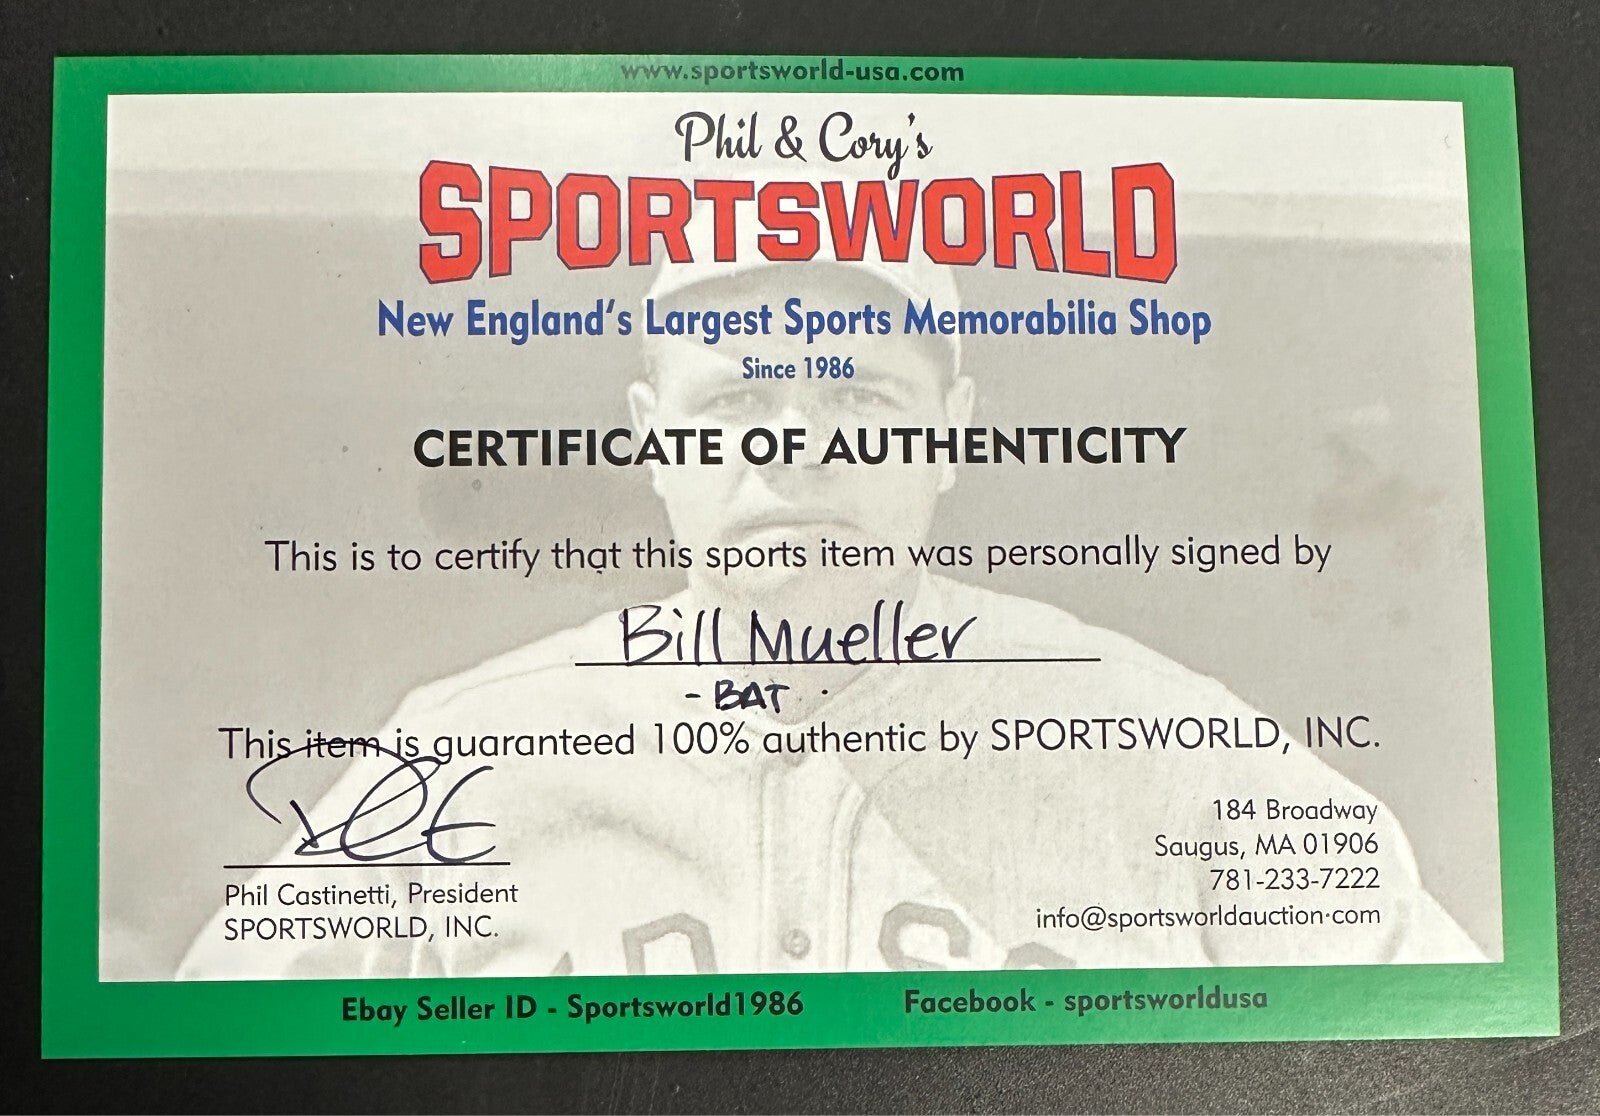 www.sportsworld-usa.com
Phil & Cory's
SPORTSWORLD
New England's Largest Sports Memorabilia Shop
Since 1986
CERTIFICATE OF AUTHENTICITY
This is to certify that this sports item was personally signed by
Bill Mueller
- BAT
This item is guaranteed 100% authentic by SPORTSWORLD, INC.
Phil Castinetti, President
SPORTSWORLD, INC.
184 Broadway
Saugus, MA 01906
781-233-7222
info@sportsworldauction.com
Ebay Seller ID - Sportsworld1986
Facebook - sportsworldusa